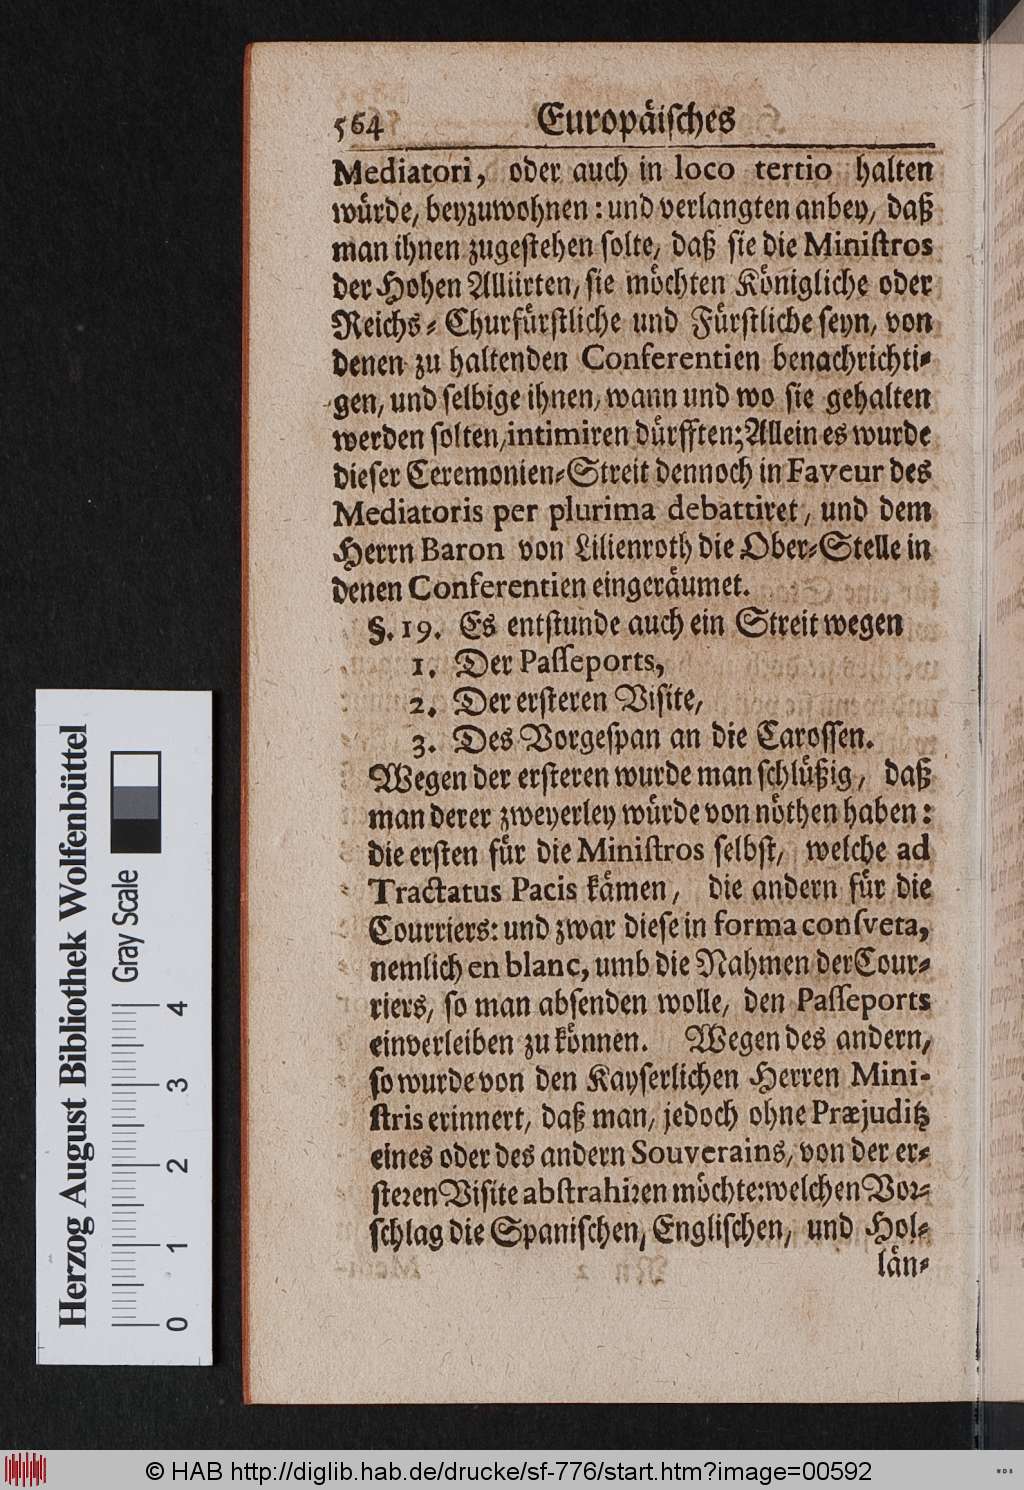 564 Europäiſches
Mediatori, oder auch in loco tertio halten
würde, beyzuwohnen: und verlangten anbey, daß
man ihnen zugeſtehen ſolte, daß ſie die Miniſtros
der Hohen Alliirten, ſie möchten Königliche oder
Reichs-Churfürſtliche und Fürſtliche ſeyn, von
denen zu haltenden Conferentien benachrichti-
gen, und ſelbige ihnen, wann und wo ſie gehalten
werden ſolten, intimiren dürfften; Allein es wurde
dieſer Ceremonien-Streit dennoch in Faveur des
Mediatoris per plurima debattiret, und dem
Herrn Baron von Lilienroth die Ober-Stelle in
denen Conferentien eingeräumet.
§. 19. Es entſtunde auch ein Streit wegen
1. Der Paſſeports,
2. Der erſteren Viſite,
3. Des Vorgeſpan an die Caroſſen.
Wegen der erſteren wurde man ſchlüßig, daß
man derer zweyerley würde von nöthen haben:
die erſten für die Miniſtros ſelbſt, welche ad
Tractatus Pacis kämen, die andern für die
Courriers: und zwar dieſe in forma conſveta,
nemlich en blanc, umb die Nahmen der Cour-
riers, ſo man abſenden wolle, den Paſſeports
einverleiben zu können. Wegen des andern,
ſo wurde von den Kayſerlichen Herren Mini-
ſtris erinnert, daß man, jedoch ohne Præjuditz
eines oder des andern Souverains, von der er-
ſteren Viſite abſtrahiren möchte: welchen Vor-
ſchlag die Spaniſchen, Engliſchen, und Hol-
län-
Herzog August Bibliothek Wolfenbüttel
Gray Scale
0 1 2 3 4
© HAB http://diglib.hab.de/drucke/sf-776/start.htm?image=00592